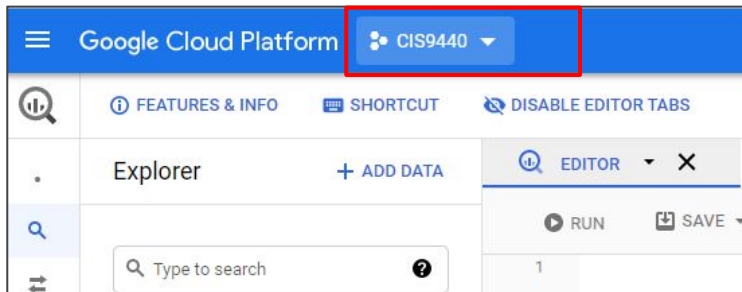 Google Cloud Platform CIS9440
FEATURES & INFO SHORTCUT DISABLE EDITOR TABS
Explorer + ADD DATA EDITOR
RUN SAVE
Type to search 1